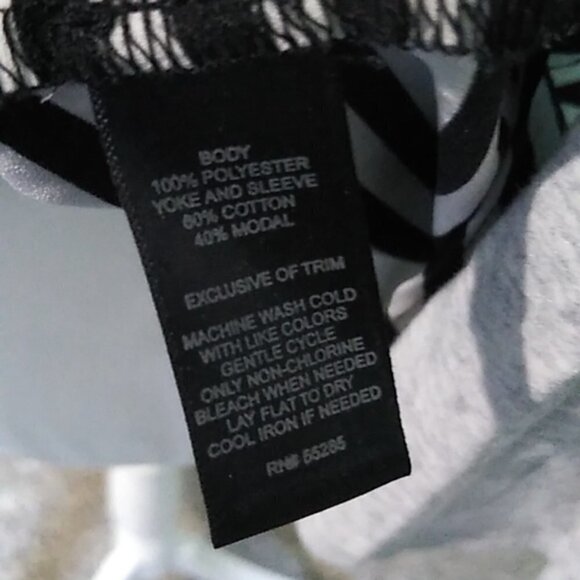 BODY
100% POLYESTER
YOKE AND SLEEVE
60% COTTON
40% MODAL
EXCLUSIVE OF TRIM
MACHINE WASH COLD
WITH LIKE COLORS
GENTLE CYCLE
ONLY NON-CHLORINE
BLEACH WHEN NEEDED
LAY FLAT TO DRY
COOL IRON IF NEEDED
RN# 55285